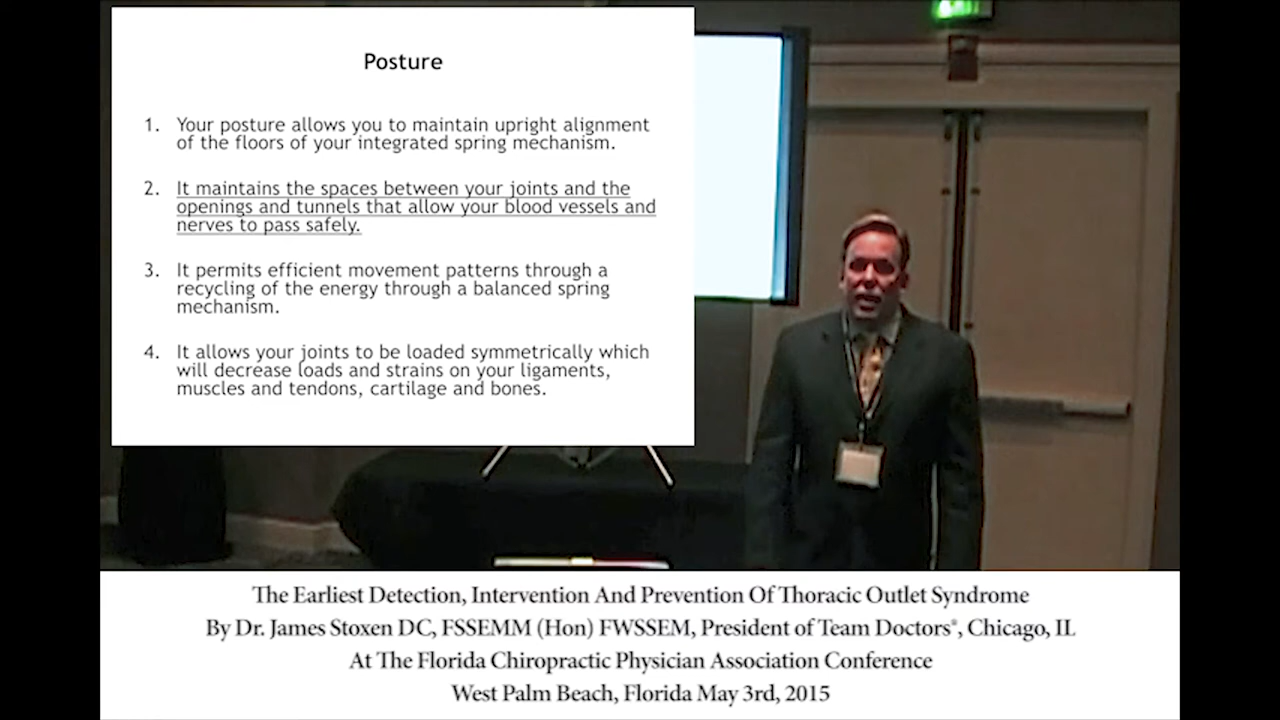 Posture
1. Your posture allows you to maintain upright alignment
of the floors of your integrated spring mechanism.
2. It maintains the spaces between your joints and the
openings and tunnels that allow your blood vessels and
nerves to pass safely.
3. It permits efficient movement patterns through a
recycling of the energy through a balanced spring
mechanism.
4. It allows your joints to be loaded symmetrically which
will decrease loads and strains on your ligaments,
muscles and tendons, cartilage and bones.
The Earliest Detection, Intervention And Prevention Of Thoracic Outlet Syndrome
By Dr. James Stoxen DC, FSSEMM (Hon) FWSSEM, President of Team Doctors®, Chicago, IL
At The Florida Chiropractic Physician Association Conference
West Palm Beach, Florida May 3rd, 2015